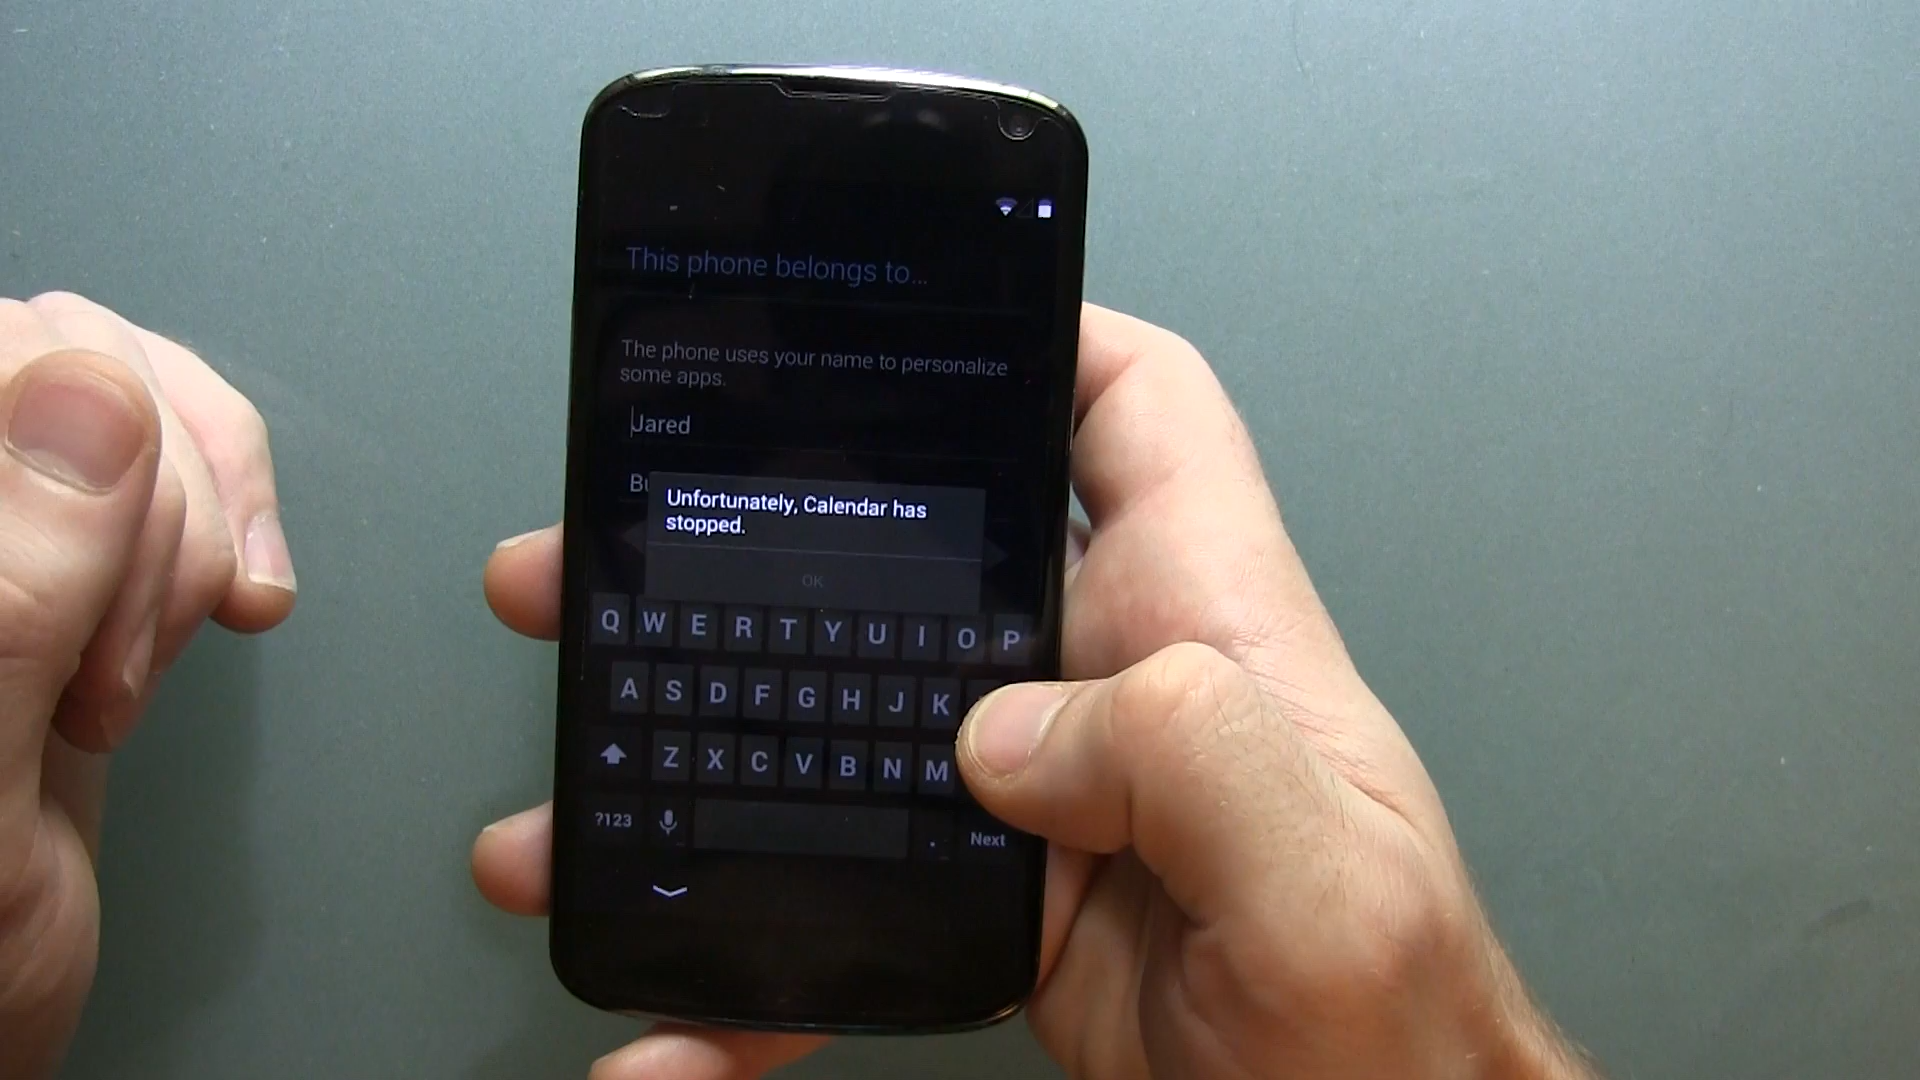 This phone belongs to...
The phone uses your name to personalize
some apps.
Jared
Unfortunately, Calendar has
stopped.
OK
Q W E R T Y U I O P
A S D F G H J K
Z X C V B N M
?123
.
Next